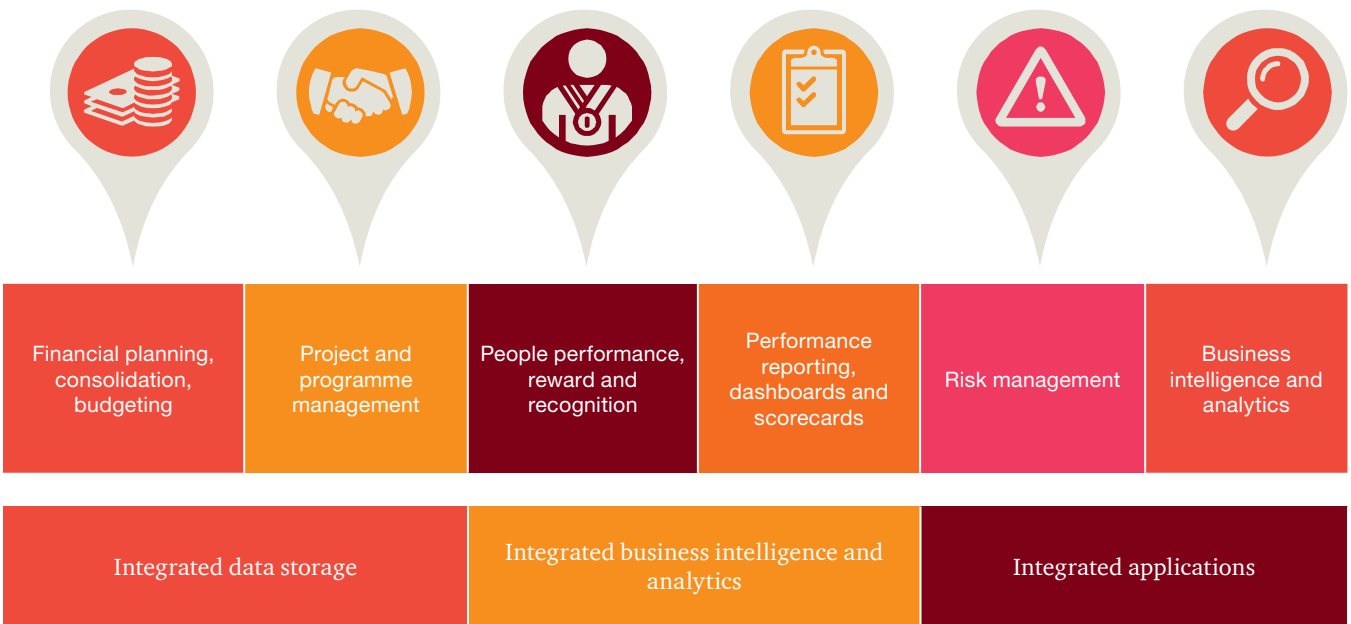 Financial planning,
consolidation,
budgeting
Project and
programme
management
People performance,
reward and
recognition
Performance
reporting,
dashboards and
scorecards
Risk management
Business
intelligence and
analytics
Integrated data storage
Integrated business intelligence and
analytics
Integrated applications